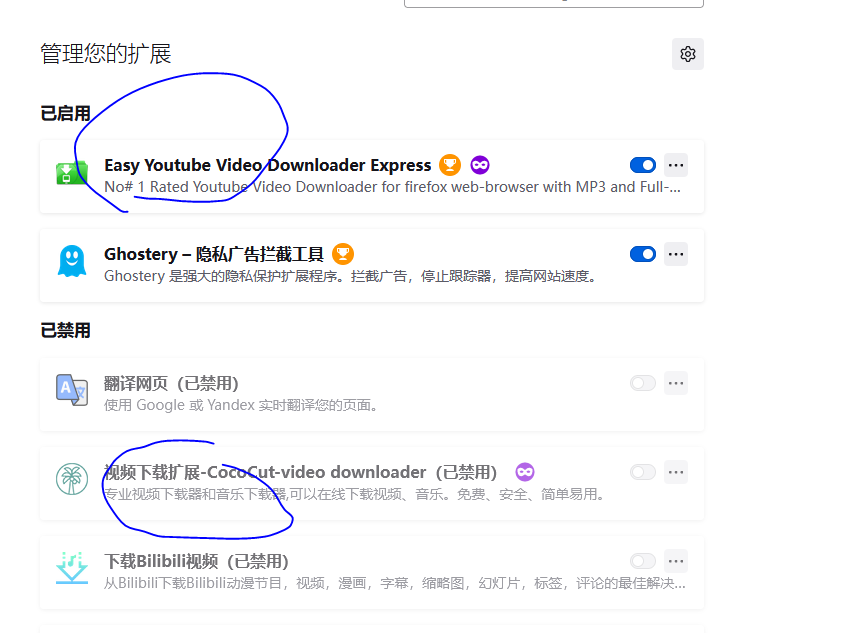 管理您的扩展
已启用
Easy Youtube Video Downloader Express
No# 1 Rated Youtube Video Downloader for firefox web-browser with MP3 and Full-...
Ghostery – 隐私广告拦截工具
Ghostery 是强大的隐私保护扩展程序。拦截广告，停止跟踪器，提高网站速度。
已禁用
翻译网页（已禁用）
使用 Google 或 Yandex 实时翻译您的页面。
视频下载扩展-CocoCut-video downloader（已禁用）
专业视频下载器和音乐下载器,可以在线下载视频、音乐。免费、安全、简单易用。
下载Bilibili视频（已禁用）
从Bilibili下载Bilibili动漫节目，视频，漫画，字幕，缩略图，幻灯片，标签，评论的最佳解决...